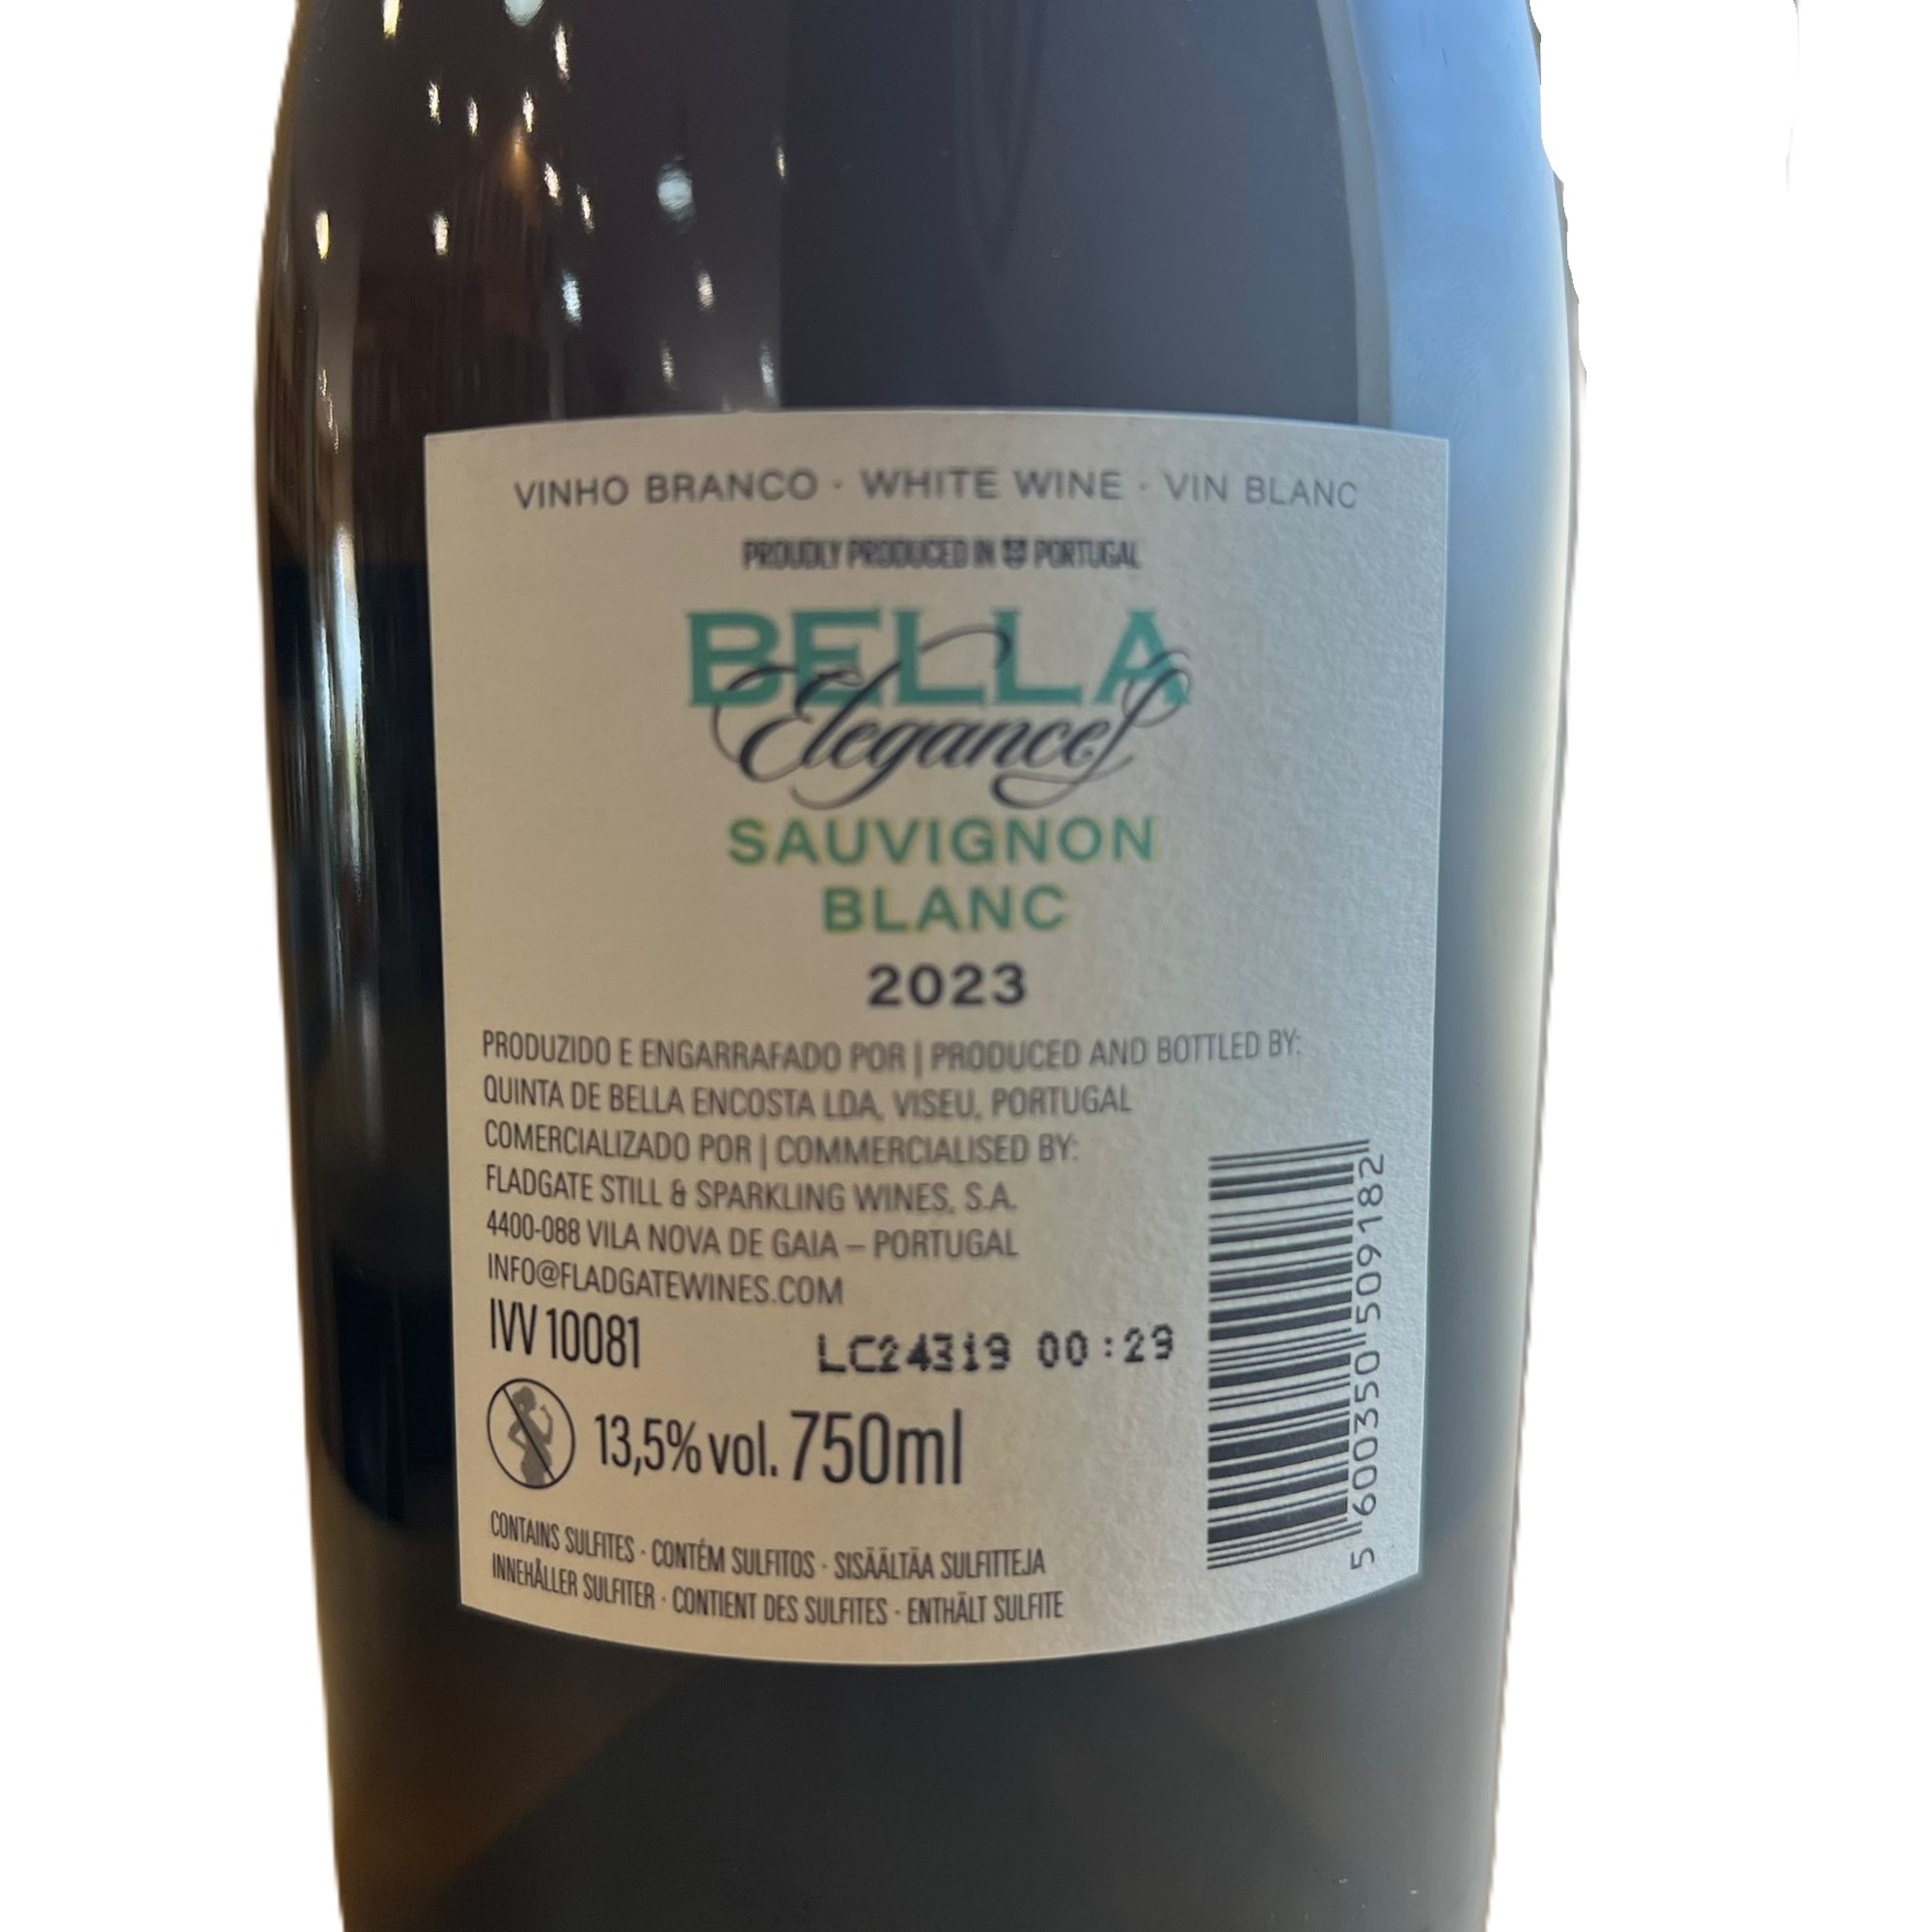 VINHO BRANCO · WHITE WINE · VIN BLANC
PROUDLY PRODUCED IN PORTUGAL
BELLA
Elegance
SAUVIGNON
BLANC
2023
PRODUZIDO E ENGARRAFADO POR | PRODUCED AND BOTTLED BY:
QUINTA DE BELLA ENCOSTA LDA, VISEU, PORTUGAL
COMERCIALIZADO POR | COMMERCIALISED BY:
FLADGATE STILL & SPARKLING WINES, S.A.
4400-088 VILA NOVA DE GAIA – PORTUGAL
INFO@FLADGATEWINES.COM
IVV 10081
LC24319 00:29
13,5% vol. 750ml
CONTAINS SULFITES · CONTÉM SULFITOS · SISÄÄLTÄA SULFITTEJA
INNEHÅLLER SULFITER · CONTIENT DES SULFITES · ENTHÄLT SULFITE
5 600350 509182